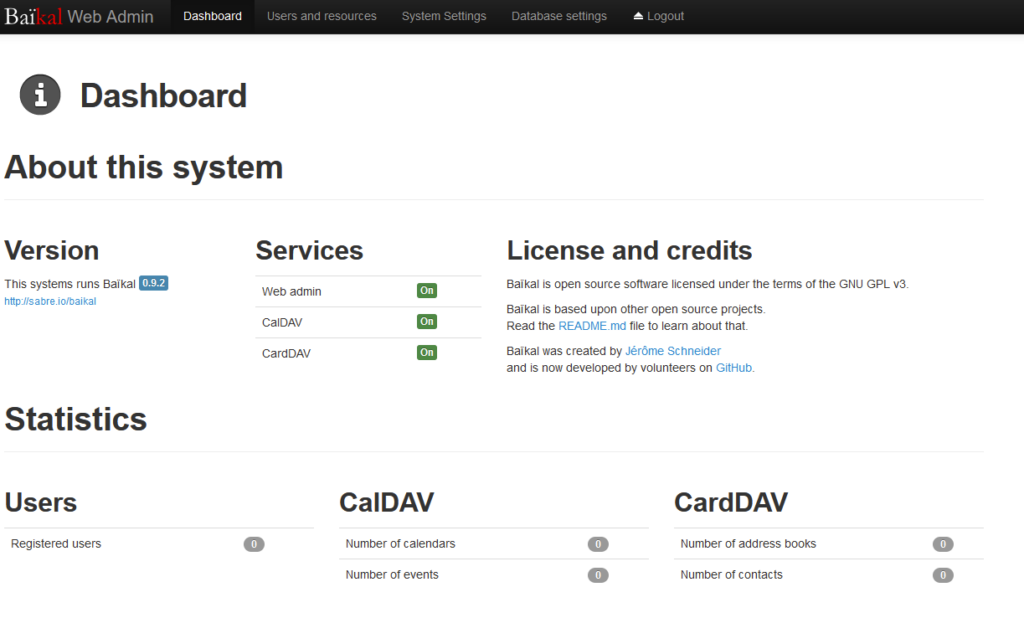 Baïkal Web Admin Dashboard Users and resources System Settings Database settings Logout
Dashboard
About this system
Version
This systems runs Baïkal 0.9.2
http://sabre.io/baikal
Services
Web admin On
CalDAV On
CardDAV On
License and credits
Baïkal is open source software licensed under the terms of the GNU GPL v3.
Baïkal is based upon other open source projects.
Read the README.md file to learn about that.
Baïkal was created by Jérôme Schneider
and is now developed by volunteers on GitHub.
Statistics
Users
Registered users 0
CalDAV
Number of calendars 0
Number of events 0
CardDAV
Number of address books 0
Number of contacts 0